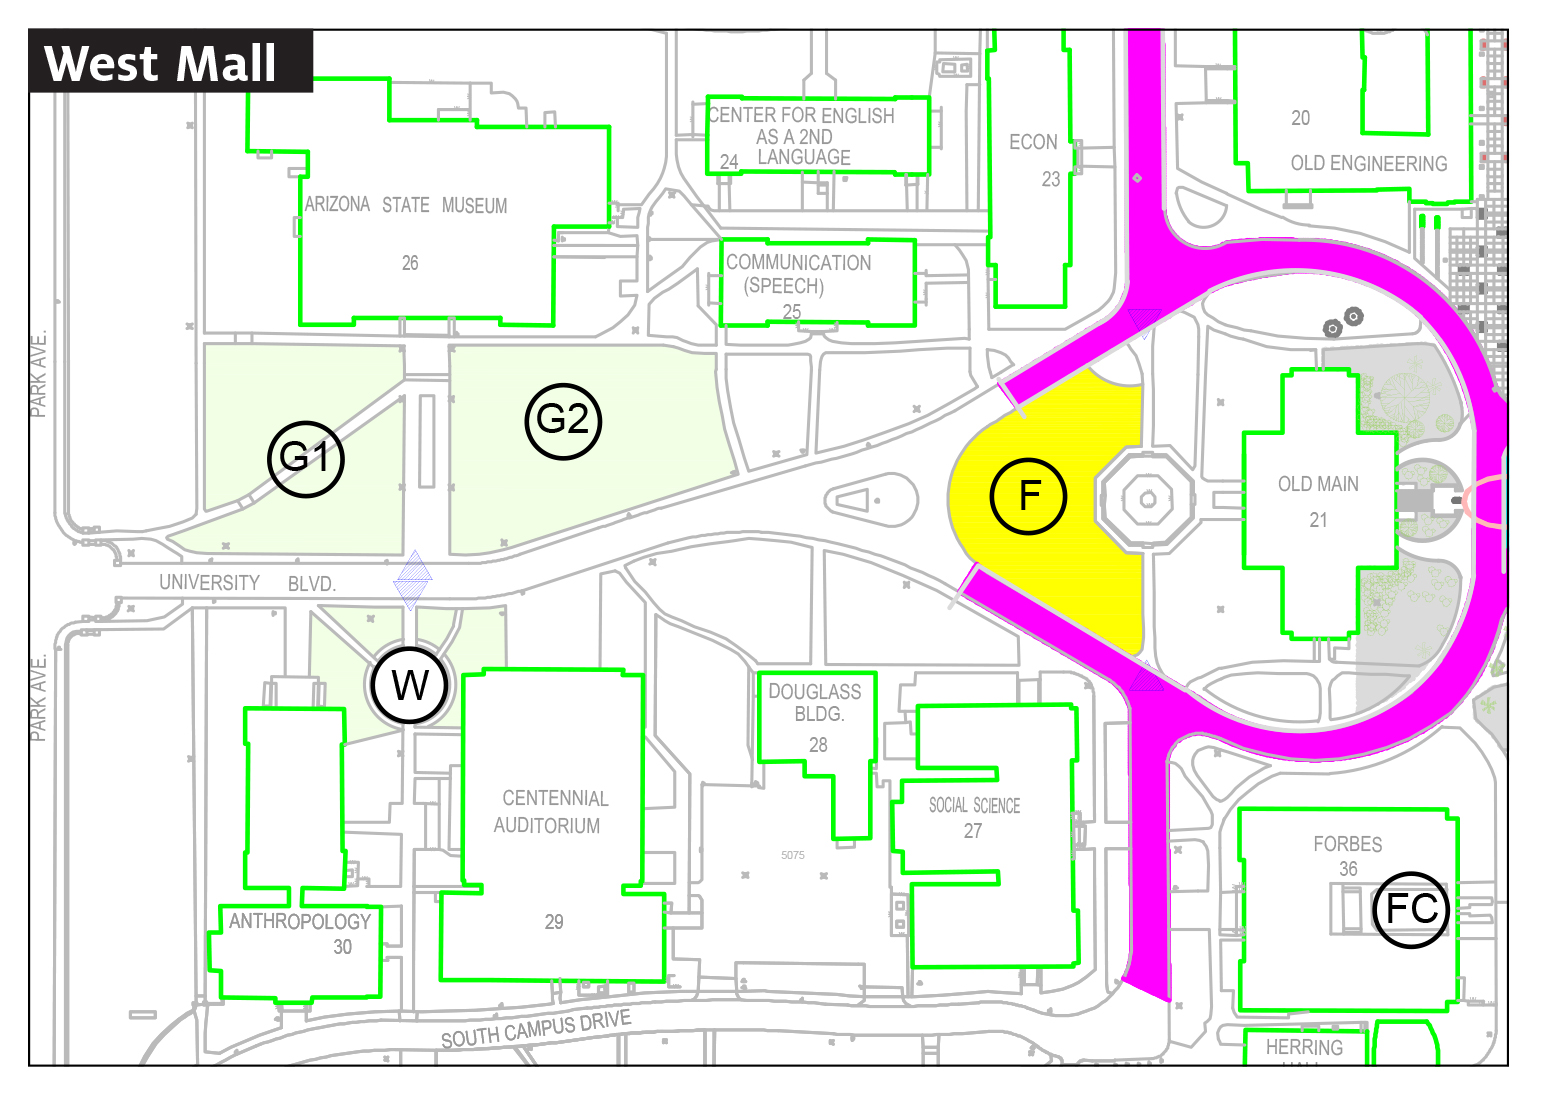 West Mall
CENTER FOR ENGLISH
AS A 2ND
24 LANGUAGE
ECON
23
20
OLD ENGINEERING
ARIZONA STATE MUSEUM
26
COMMUNICATION
(SPEECH)
25
PARK AVE.
G1
G2
F
OLD MAIN
21
UNIVERSITY BLVD.
PARK AVE.
W
DOUGLASS
BLDG.
28
CENTENNIAL
AUDITORIUM
29
SOCIAL SCIENCE
27
5075
FORBES
36
FC
ANTHROPOLOGY
30
SOUTH CAMPUS DRIVE
HERRING